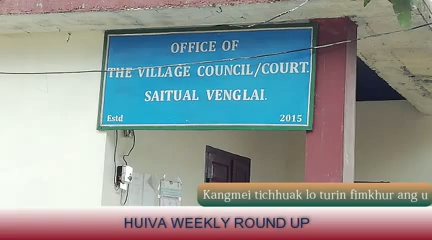 OFFICE OF
THE VILLAGE COUNCIL/COURT.
SAITUAL VENGLAI.
Estd 2015
Kangmei tichhuak lo turin fimkhur ang u
HUIVA WEEKLY ROUND UP